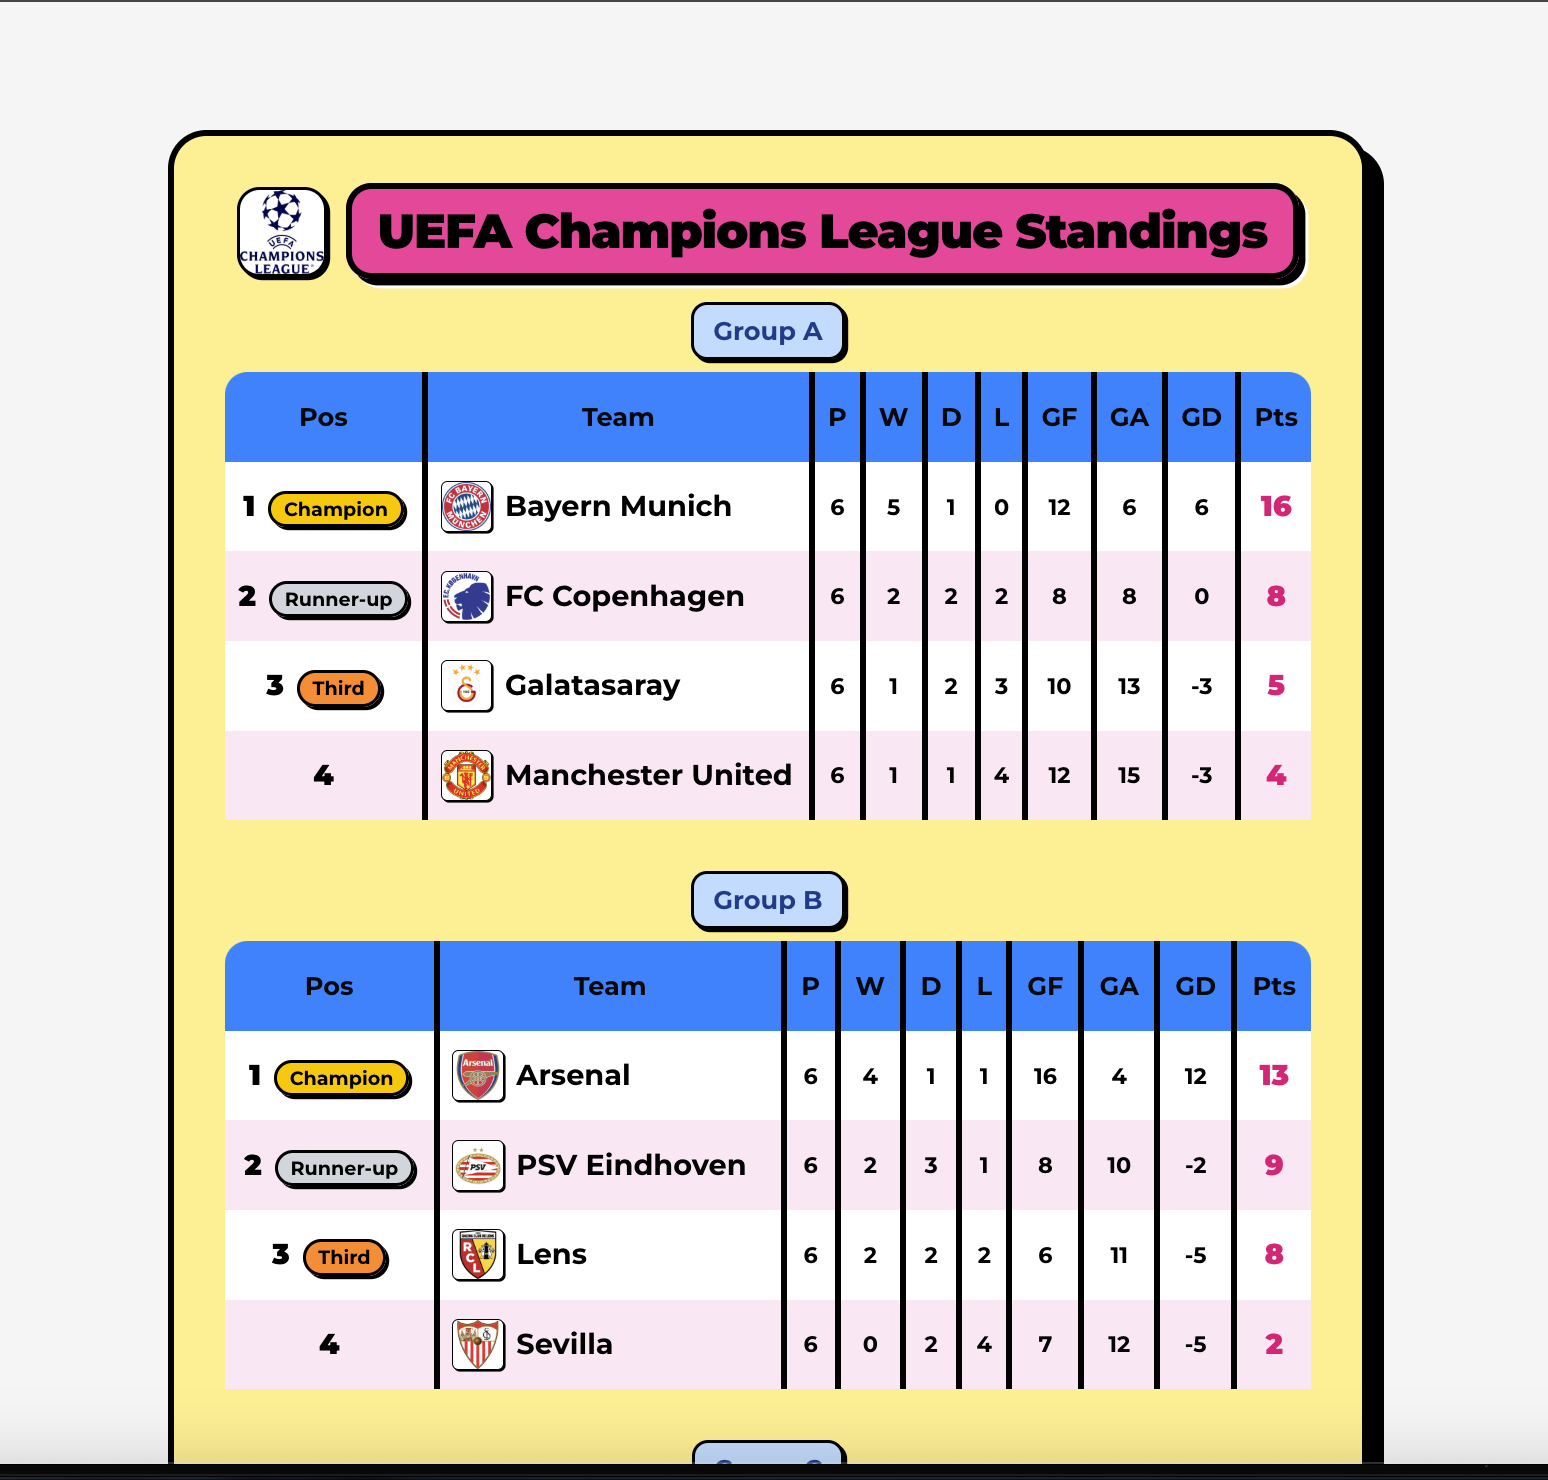 UEFA
CHAMPIONS
LEAGUE
UEFA Champions League Standings
Group A
Pos Team P W D L GF GA GD Pts
1 Champion Bayern Munich 6 5 1 0 12 6 6 16
2 Runner-up FC Copenhagen 6 2 2 2 8 8 0 8
3 Third Galatasaray 6 1 2 3 10 13 -3 5
4 Manchester United 6 1 1 4 12 15 -3 4
Group B
Pos Team P W D L GF GA GD Pts
1 Champion Arsenal 6 4 1 1 16 4 12 13
2 Runner-up PSV Eindhoven 6 2 3 1 8 10 -2 9
3 Third Lens 6 2 2 2 6 11 -5 8
4 Sevilla 6 0 2 4 7 12 -5 2